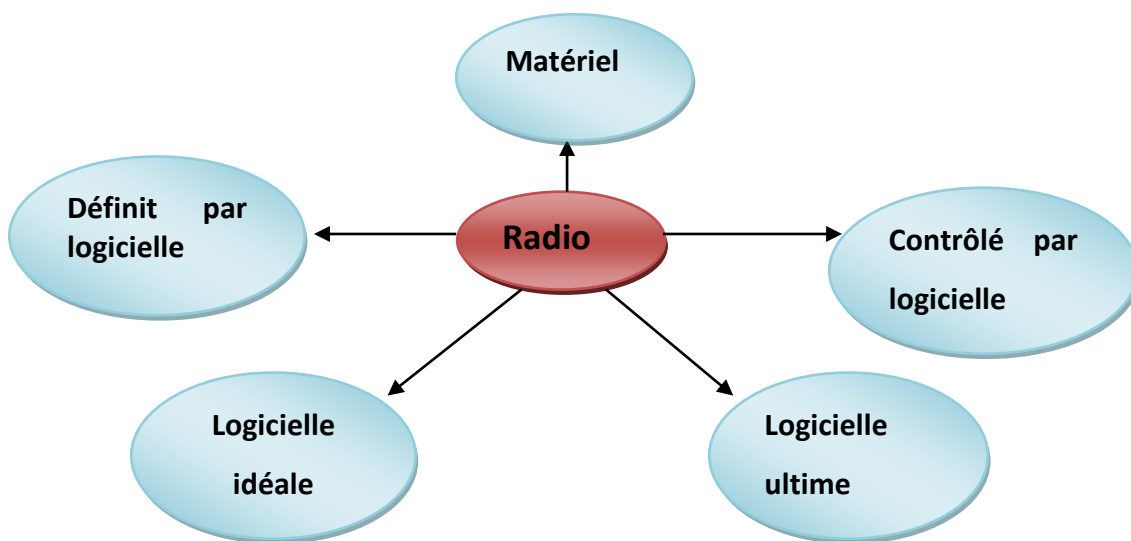 Matériel
Définit par
logicielle
Radio
Contrôlé par
logicielle
Logicielle
idéale
Logicielle
ultime